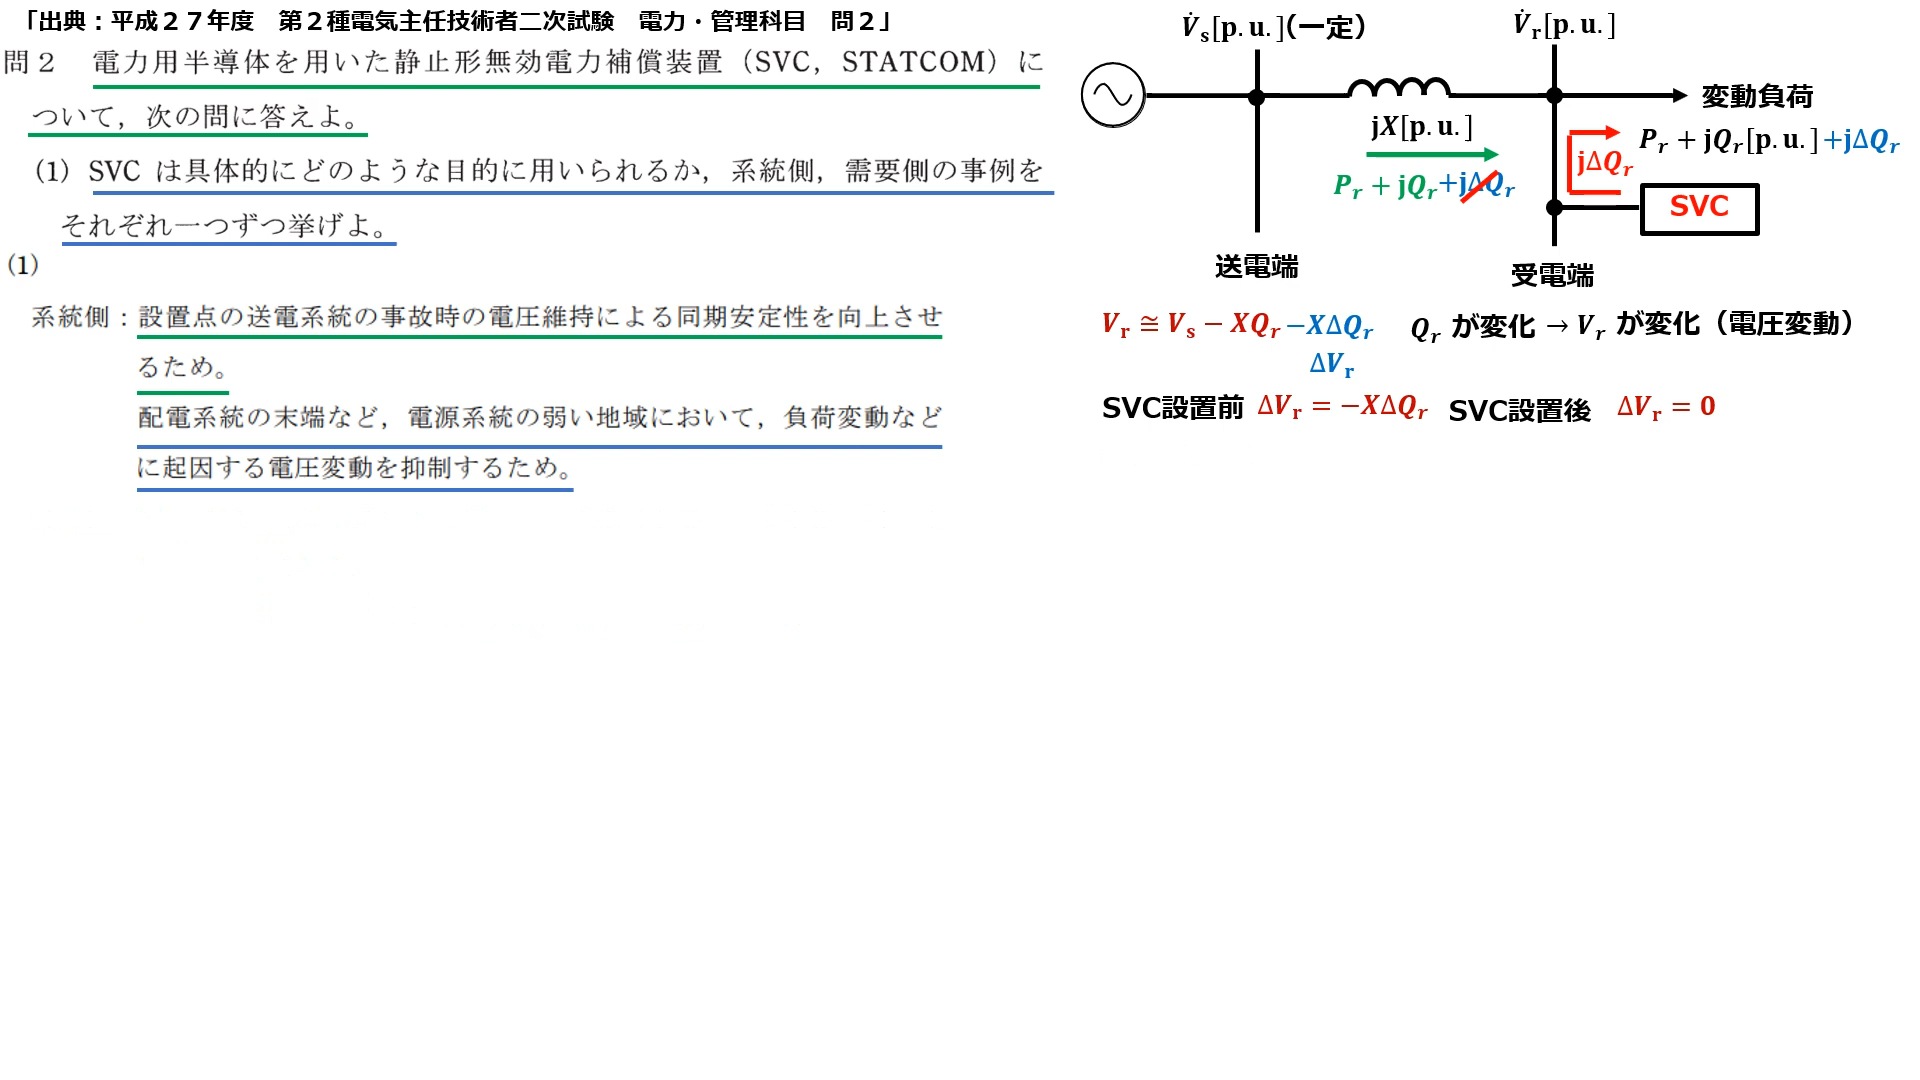 「出典：平成２７年度　第２種電気主任技術者二次試験　電力・管理科目　問２」
問２　電力用半導体を用いた静止形無効電力補償装置（SVC，STATCOM）に
ついて，次の問に答えよ。
(1) SVC は具体的にどのような目的に用いられるか，系統側，需要側の事例を
それぞれ一つずつ挙げよ。
(1)
系統側：設置点の送電系統の事故時の電圧維持による同期安定性を向上させ
るため。
配電系統の末端など，電源系統の弱い地域において，負荷変動など
に起因する電圧変動を抑制するため。
V̇s[p.u.](一定)
V̇r[p.u.]
変動負荷
jX[p.u.]
Pr + jQr[p.u.]+jΔQr
jΔQr
Pr + jQr+jΔQr
SVC
送電端
受電端
Vr ≅ Vs − XQr −XΔQr　Qr が変化 → Vr が変化（電圧変動）
ΔVr
SVC設置前 ΔVr = −XΔQr　SVC設置後 ΔVr = 0